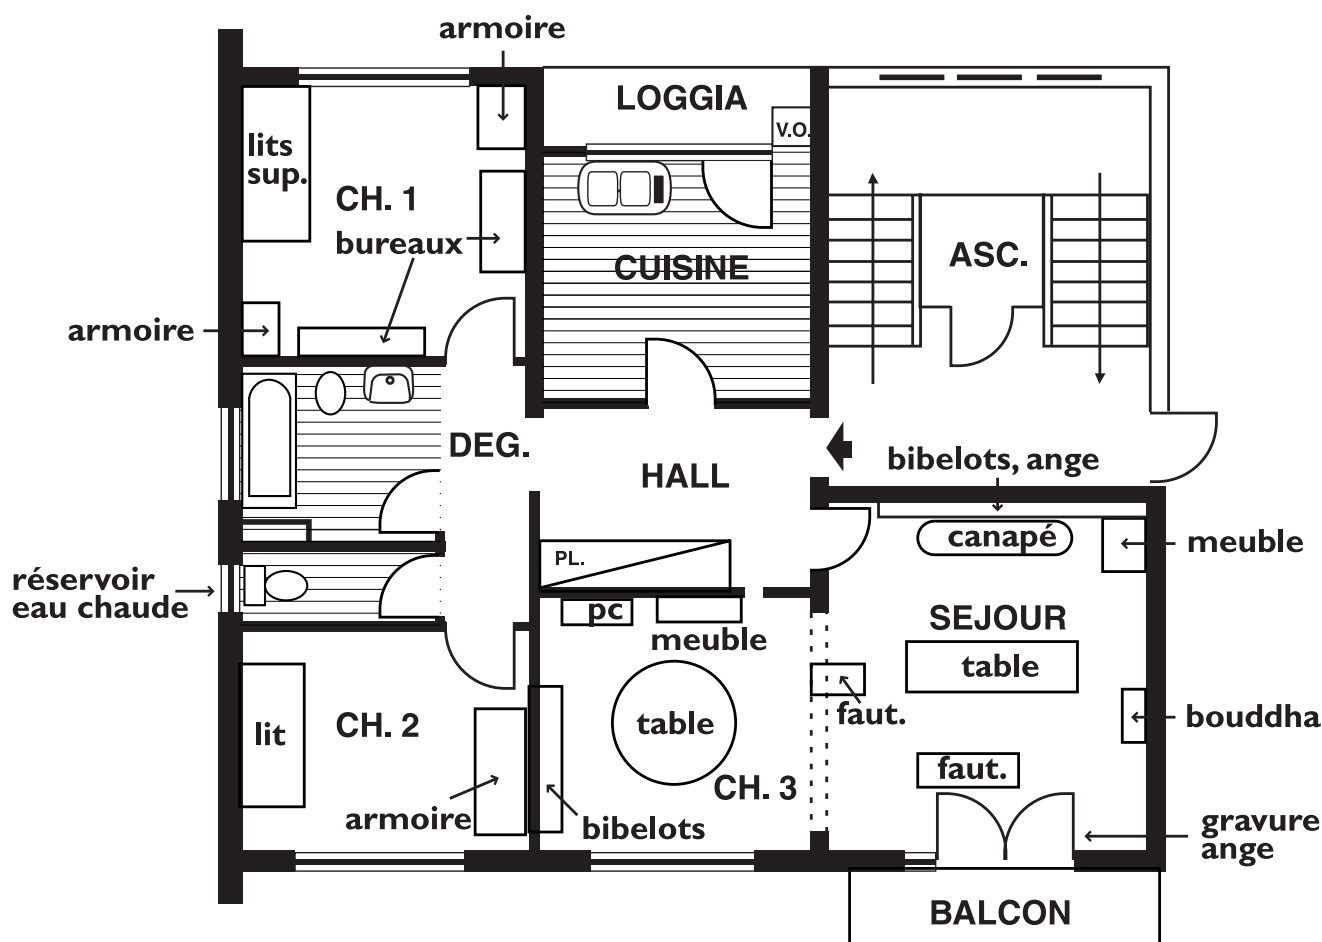 armoire
LOGGIA
V.O.
lits
sup.
CH. 1
bureaux
CUISINE
ASC.
armoire
DEG.
HALL
bibelots, ange
canapé
meuble
PL.
réservoir
eau chaude
pc
meuble
SEJOUR
table
faut.
bouddha
lit
CH. 2
table
faut.
CH. 3
armoire
bibelots
gravure
ange
BALCON